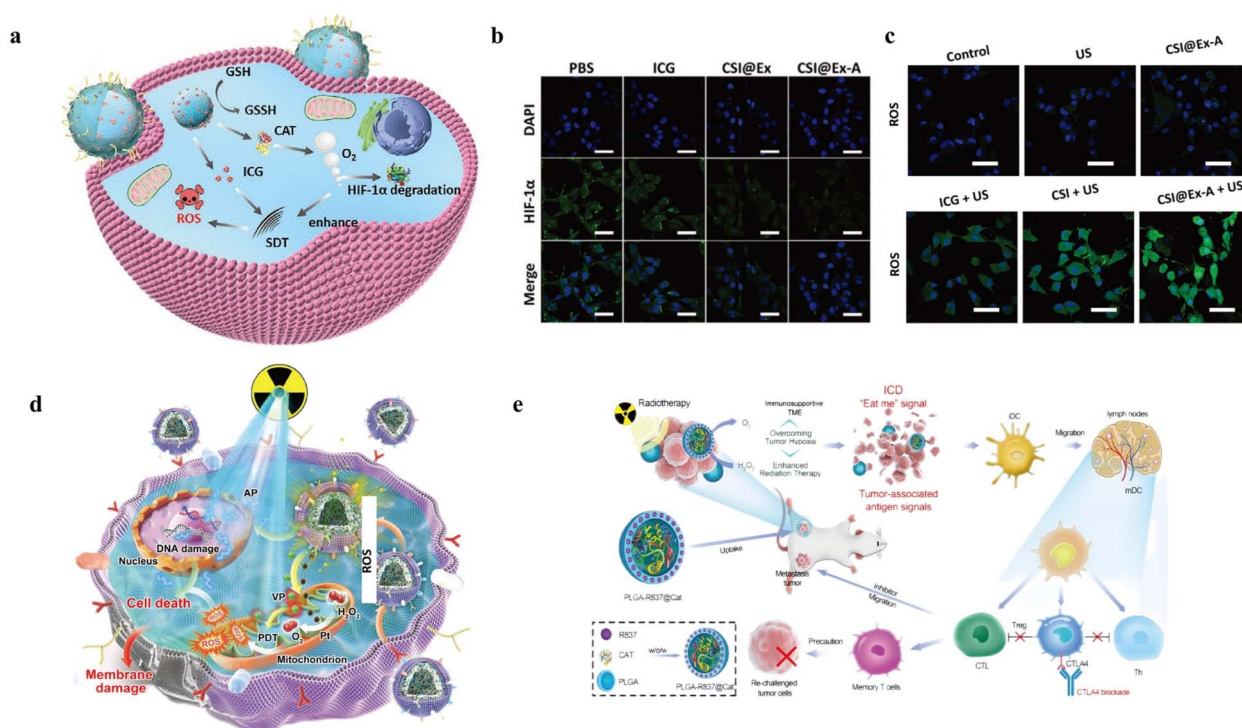 a
GSH
GSSH
CAT
O₂
ICG
HIF-1α degradation
ROS
enhance
SDT
b
PBS ICG CSI@Ex CSI@Ex-A
DAPI
HIF-1α
Merge
c
Control US CSI@Ex-A
ROS
ICG + US CSI + US CSI@Ex-A + US
ROS
d
AP
DNA damage
Nucleus
ROS
Cell death
VP
H₂O₂
ROS
ROS
ROS
PDT
O₂
Pt
Mitochondrion
Membrane
damage
e
Radiotherapy
O₂
H₂O₂
Immunosupportive
TME
Overcoming
Tumor Hypoxia
Enhanced
Radiation Therapy
ICD
"Eat me" signal
Tumor-associated
antigen signals
iDC
Migration
lymph nodes
mDC
PLGA-R837@Cat
Uptake
Metastasis
tumor
Inhibitor
Migration
R837
CAT
PLGA
w/o/w
PLGA-R837@Cat
Re-challenged
tumor cells
Precaution
Memory T cells
CTL
Treg
CTLA4
Th
CTLA4 blockade